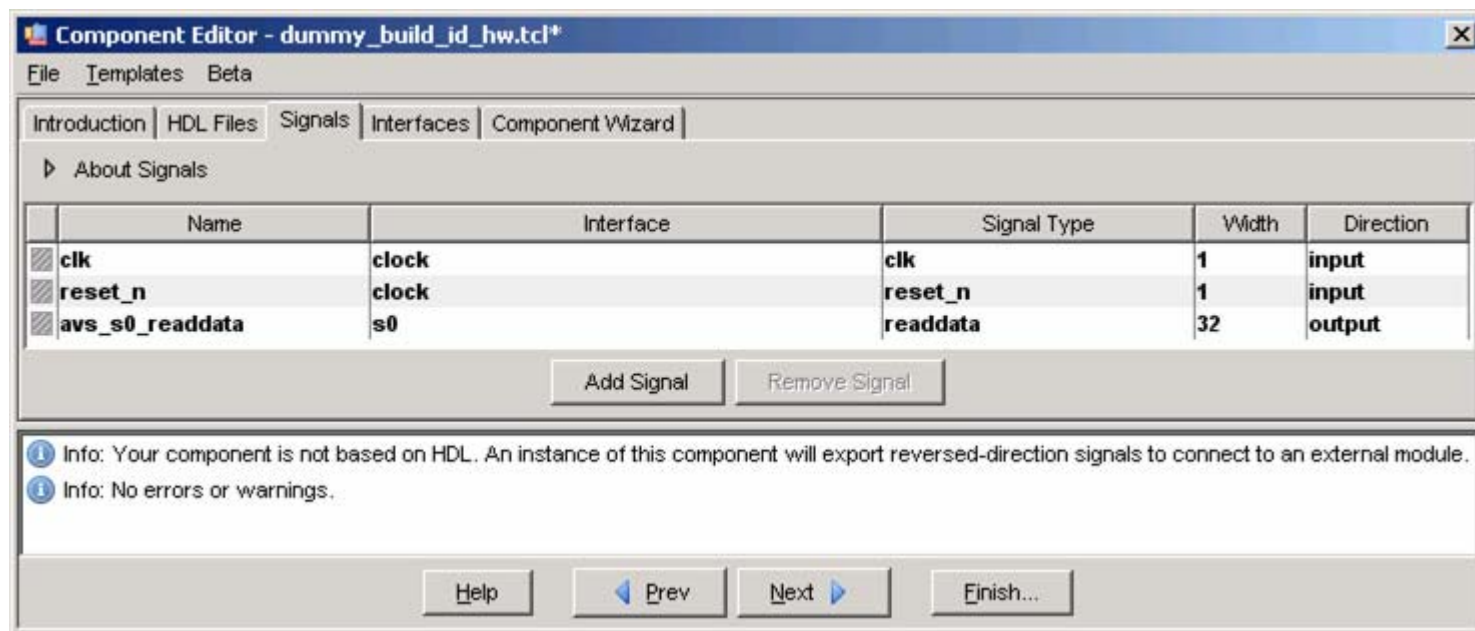 Component Editor - dummy_build_id_hw.tcl*
File Templates Beta
Introduction HDL Files Signals Interfaces Component Wizard
About Signals
Name Interface Signal Type Width Direction
clk clock clk 1 input
reset_n clock reset_n 1 input
avs_s0_readdata s0 readdata 32 output
Add Signal Remove Signal
Info: Your component is not based on HDL. An instance of this component will export reversed-direction signals to connect to an external module.
Info: No errors or warnings.
Help Prev Next Finish...